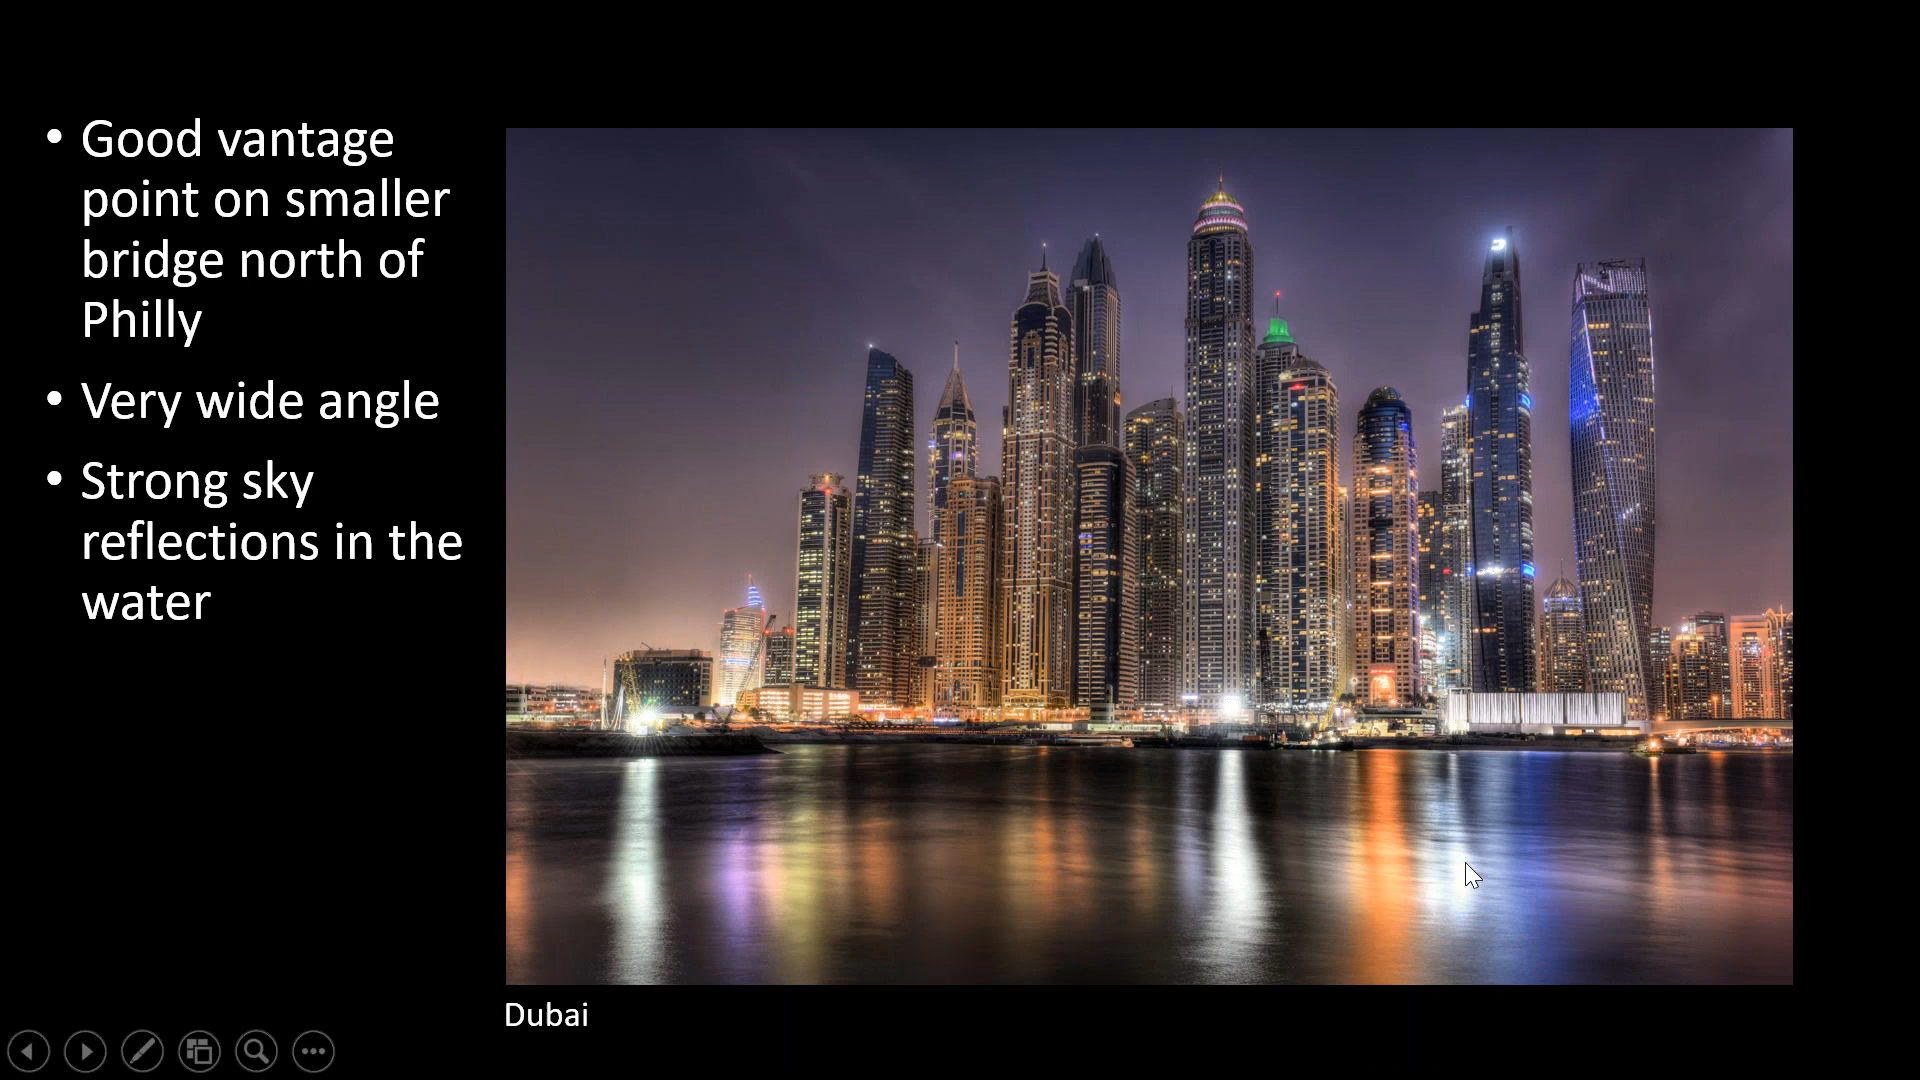 • Good vantage
point on smaller
bridge north of
Philly
• Very wide angle
• Strong sky
reflections in the
water
Dubai